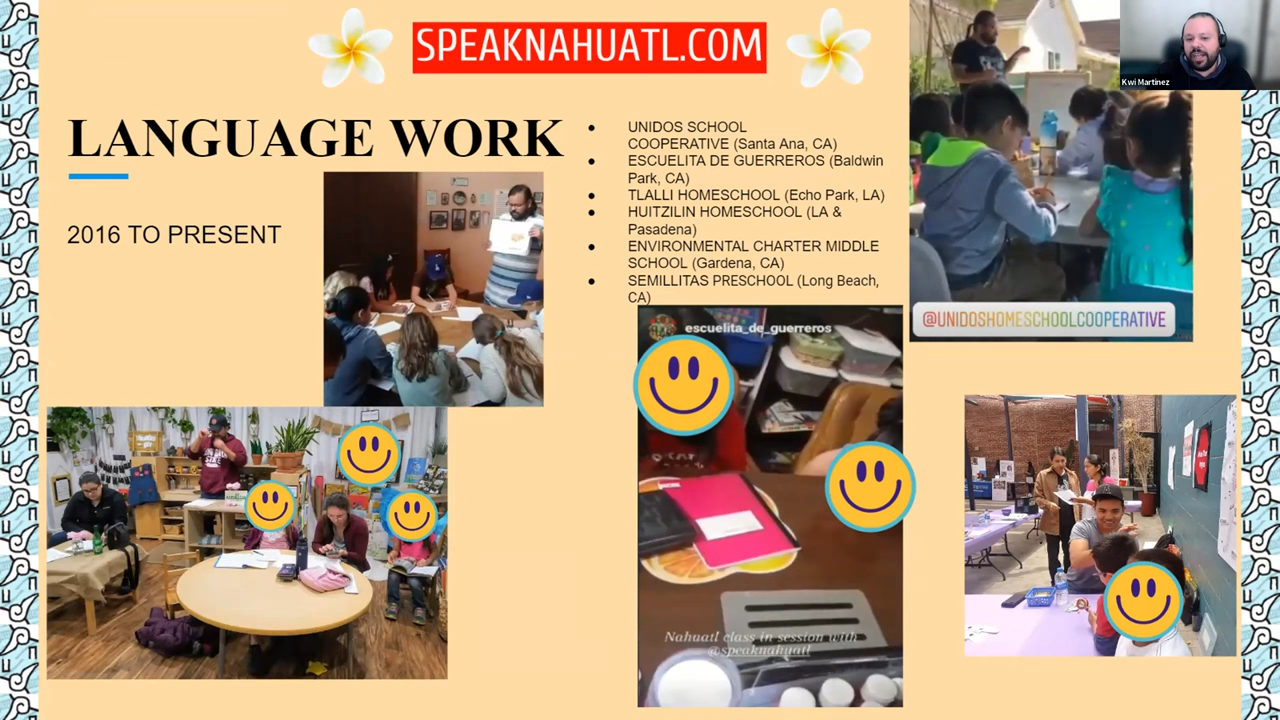 SPEAKNAHUATL.COM
Kwi Martinez
LANGUAGE WORK
2016 TO PRESENT
• UNIDOS SCHOOL
COOPERATIVE (Santa Ana, CA)
• ESCUELITA DE GUERREROS (Baldwin
Park, CA)
• TLALLI HOMESCHOOL (Echo Park, LA)
• HUITZILIN HOMESCHOOL (LA &
Pasadena)
• ENVIRONMENTAL CHARTER MIDDLE
SCHOOL (Gardena, CA)
• SEMILLITAS PRESCHOOL (Long Beach,
CA)
@UNIDOSHOMESCHOOLCOOPERATIVE
escuelita_de_guerreros
Nahuatl class in session with
@speaknahuatl